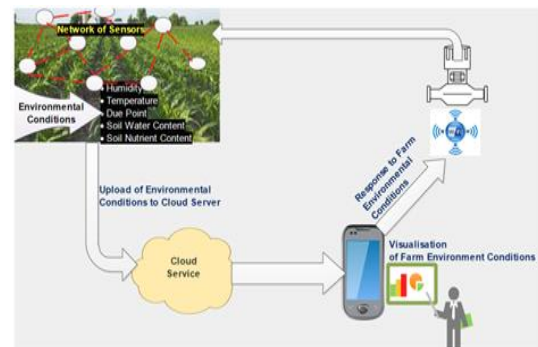 Network of Sensors
Environmental
Conditions
• Humidity
• Temperature
• Due Point
• Soil Water Content
• Soil Nutrient Content
Upload of Environmental
Conditions to Cloud Server
Cloud
Service
Response to Farm
Environmental
Conditions
Visualisation
of Farm Environment Conditions